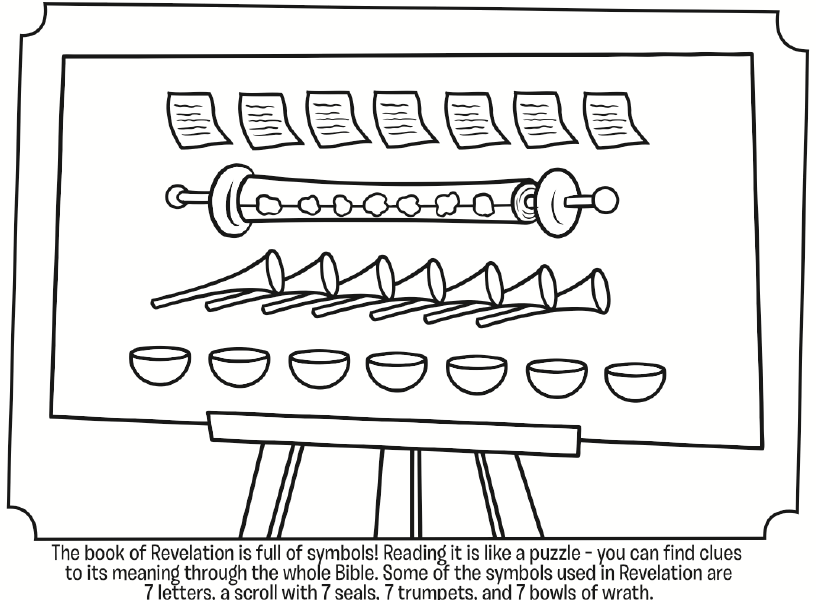 The book of Revelation is full of symbols! Reading it is like a puzzle - you can find clues
to its meaning through the whole Bible. Some of the symbols used in Revelation are
7 letters, a scroll with 7 seals, 7 trumpets, and 7 bowls of wrath.